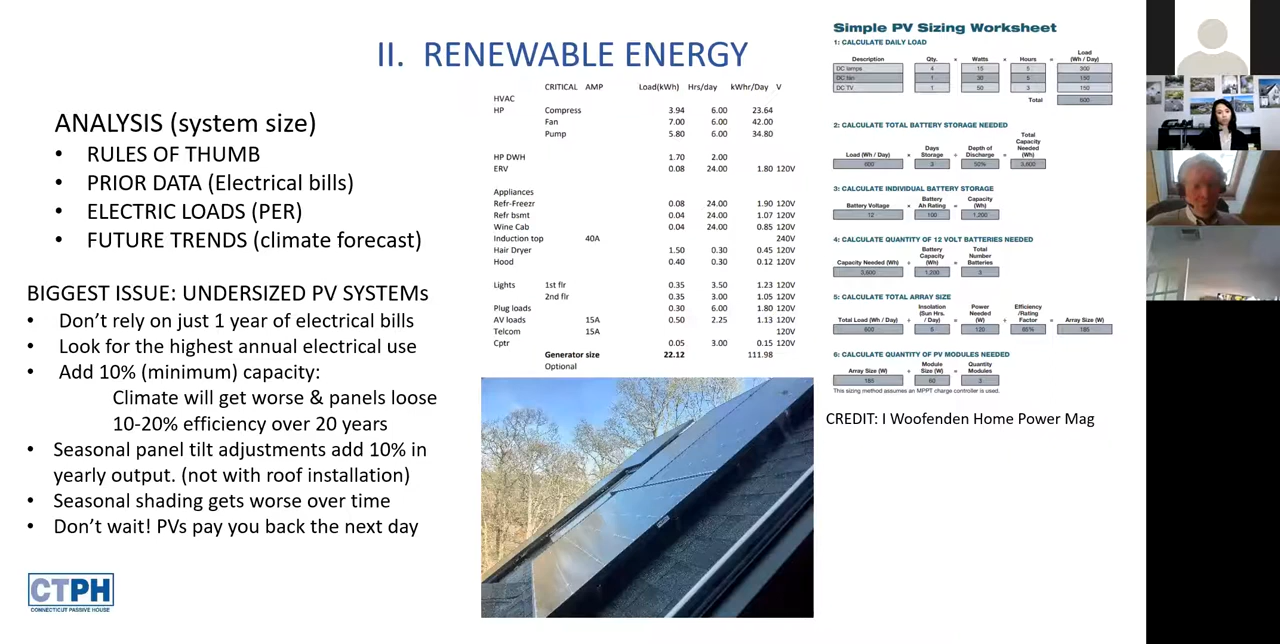 II. RENEWABLE ENERGY
ANALYSIS (system size)
• RULES OF THUMB
• PRIOR DATA (Electrical bills)
• ELECTRIC LOADS (PER)
• FUTURE TRENDS (climate forecast)
BIGGEST ISSUE: UNDERSIZED PV SYSTEMs
• Don't rely on just 1 year of electrical bills
• Look for the highest annual electrical use
• Add 10% (minimum) capacity:
Climate will get worse & panels loose
10-20% efficiency over 20 years
• Seasonal panel tilt adjustments add 10% in
yearly output. (not with roof installation)
• Seasonal shading gets worse over time
• Don't wait! PVs pay you back the next day
CTPH
CONNECTICUT PASSIVE HOUSE
CRITICAL AMP Load(kWh) Hrs/day kWhr/Day V
HVAC
HP Compress 3.94 6.00 23.64
Fan 7.00 6.00 42.00
Pump 5.80 6.00 34.80
HP DWH 1.70 2.00
ERV 0.08 24.00 1.80 120V
Appliances
Refr-Freezr 0.08 24.00 1.90 120V
Refr bsmt 0.04 24.00 1.07 120V
Wine Cab 0.04 24.00 0.85 120V
Induction top 40A 240V
Hair Dryer 1.50 0.30 0.45 120V
Hood 0.40 0.30 0.12 120V
Lights 1st flr 0.35 3.50 1.23 120V
2nd flr 0.35 3.00 1.05 120V
Plug loads 0.30 6.00 1.80 120V
AV loads 15A 0.50 2.25 1.13 120V
Telcom 15A 120V
Cptr 0.05 3.00 0.15 120V
Generator size 22.12 111.98
Optional
Simple PV Sizing Worksheet
1: CALCULATE DAILY LOAD
Description Qty. × Watts × Hours = Load (Wh / Day)
DC lamps 4 15 5 300
DC fan 1 30 5 150
DC TV 1 50 3 150
Total 600
2: CALCULATE TOTAL BATTERY STORAGE NEEDED
Load (Wh / Day) × Days Storage ÷ Depth of Discharge = Total Capacity Needed (Wh)
600 3 50% 3,600
3: CALCULATE INDIVIDUAL BATTERY STORAGE
Battery Voltage × Battery Ah Rating = Capacity (Wh)
12 100 1,200
4: CALCULATE QUANTITY OF 12 VOLT BATTERIES NEEDED
Capacity Needed (Wh) ÷ Battery Capacity (Wh) = Total Number Batteries
3,600 1,200 3
5: CALCULATE TOTAL ARRAY SIZE
Total Load (Wh / Day) ÷ Insolation (Sun Hrs. / Day) = Power Needed (W) ÷ Efficiency /Rating Factor = Array Size (W)
600 5 120 65% 185
6: CALCULATE QUANTITY OF PV MODULES NEEDED
Array Size (W) ÷ Module Size (W) = Quantity Modules
185 60 3
This sizing method assumes an MPPT charge controller is used.
CREDIT: I Woofenden Home Power Mag